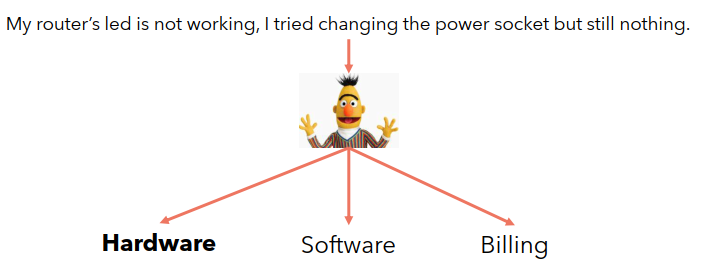 My router's led is not working, I tried changing the power socket but still nothing.
Hardware
Software
Billing